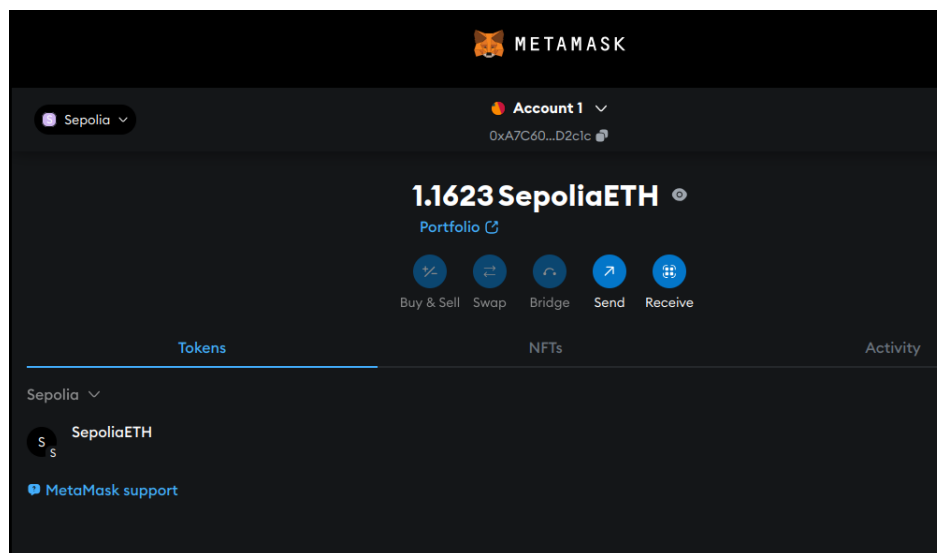 METAMASK
S Sepolia
Account 1
0xA7C60...D2c1c
1.1623 SepoliaETH
Portfolio
Buy & Sell Swap Bridge Send Receive
Tokens NFTs Activity
Sepolia
SepoliaETH
S
S
MetaMask support